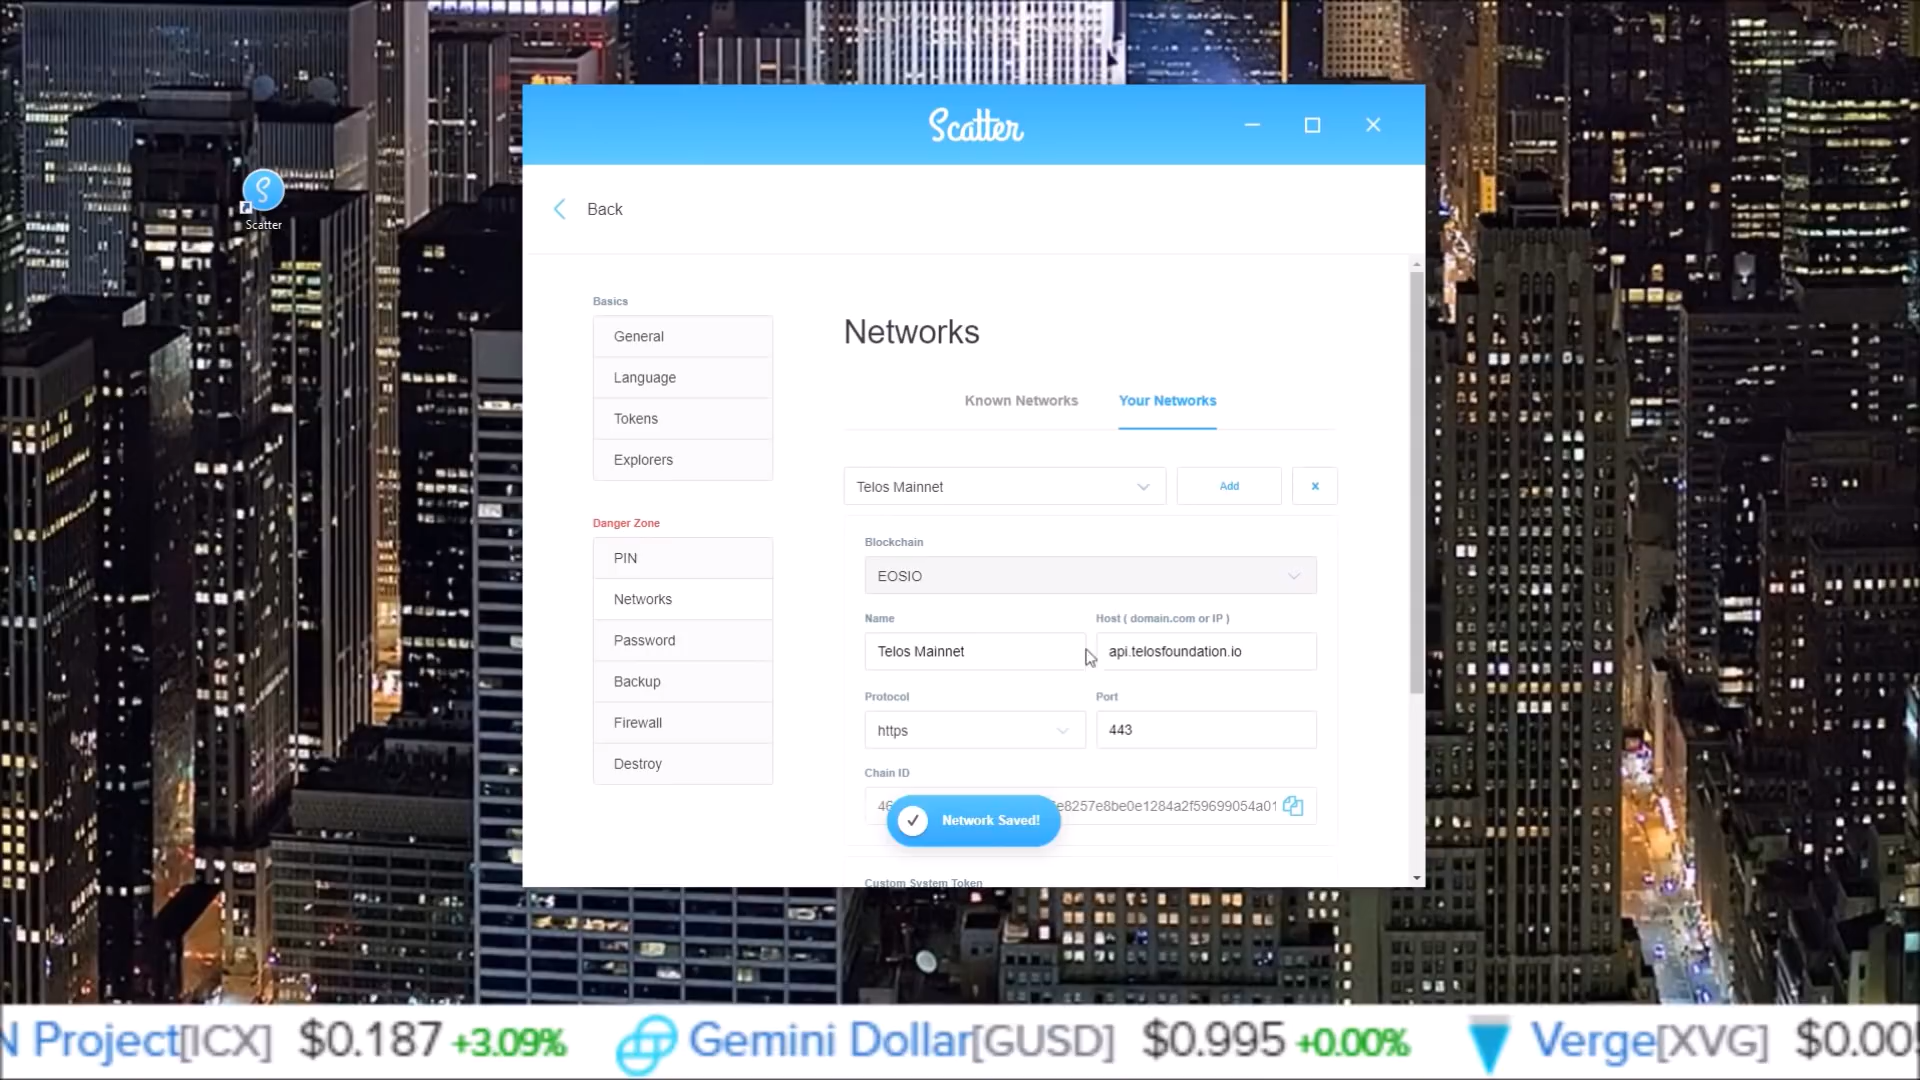 Scatter
Scatter
Back
Basics
General
Language
Tokens
Explorers
Danger Zone
PIN
Networks
Password
Backup
Firewall
Destroy
Networks
Known Networks
Your Networks
Telos Mainnet
Add
x
Blockchain
EOSIO
Name
Host ( domain.com or IP )
Telos Mainnet
api.telosfoundation.io
Protocol
Port
https
443
Chain ID
46
e8257e8be0e1284a2f59699054a01
Network Saved!
Custom System Token
N Project[ICX] $0.187 +3.09% Gemini Dollar[GUSD] $0.995 +0.00% Verge[XVG] $0.00